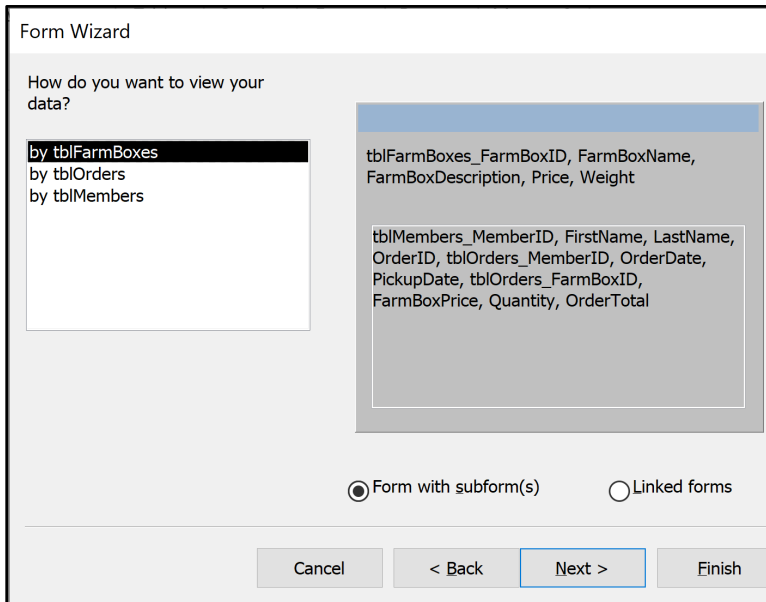 Form Wizard
How do you want to view your
data?
by tblFarmBoxes
by tblOrders
by tblMembers
tblFarmBoxes_FarmBoxID, FarmBoxName,
FarmBoxDescription, Price, Weight
tblMembers_MemberID, FirstName, LastName,
OrderID, tblOrders_MemberID, OrderDate,
PickupDate, tblOrders_FarmBoxID,
FarmBoxPrice, Quantity, OrderTotal
Form with subform(s)
Linked forms
Cancel
< Back
Next >
Finish